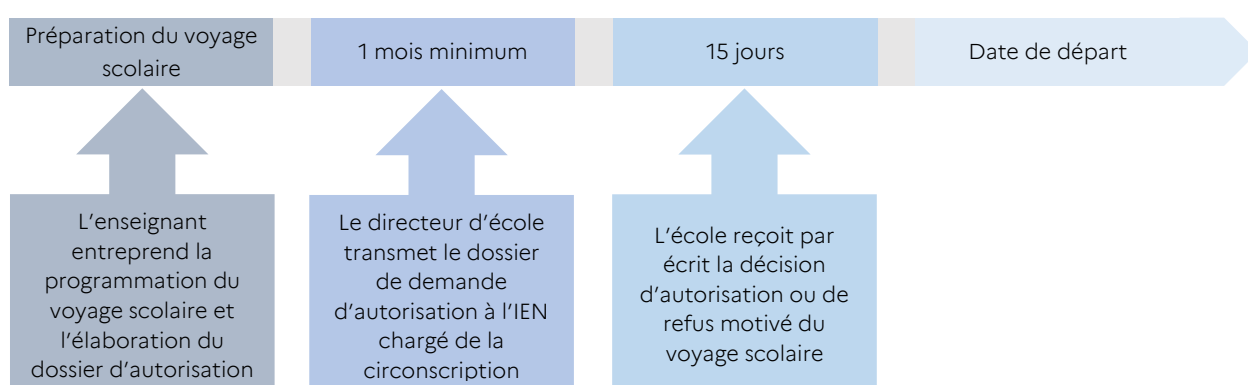 Préparation du voyage
scolaire
1 mois minimum
15 jours
Date de départ
L'enseignant
entreprend la
programmation du
voyage scolaire et
l'élaboration du
dossier d'autorisation
Le directeur d'école
transmet le dossier
de demande
d'autorisation à l'IEN
chargé de la
circonscription
L'école reçoit par
écrit la décision
d'autorisation ou de
refus motivé du
voyage scolaire